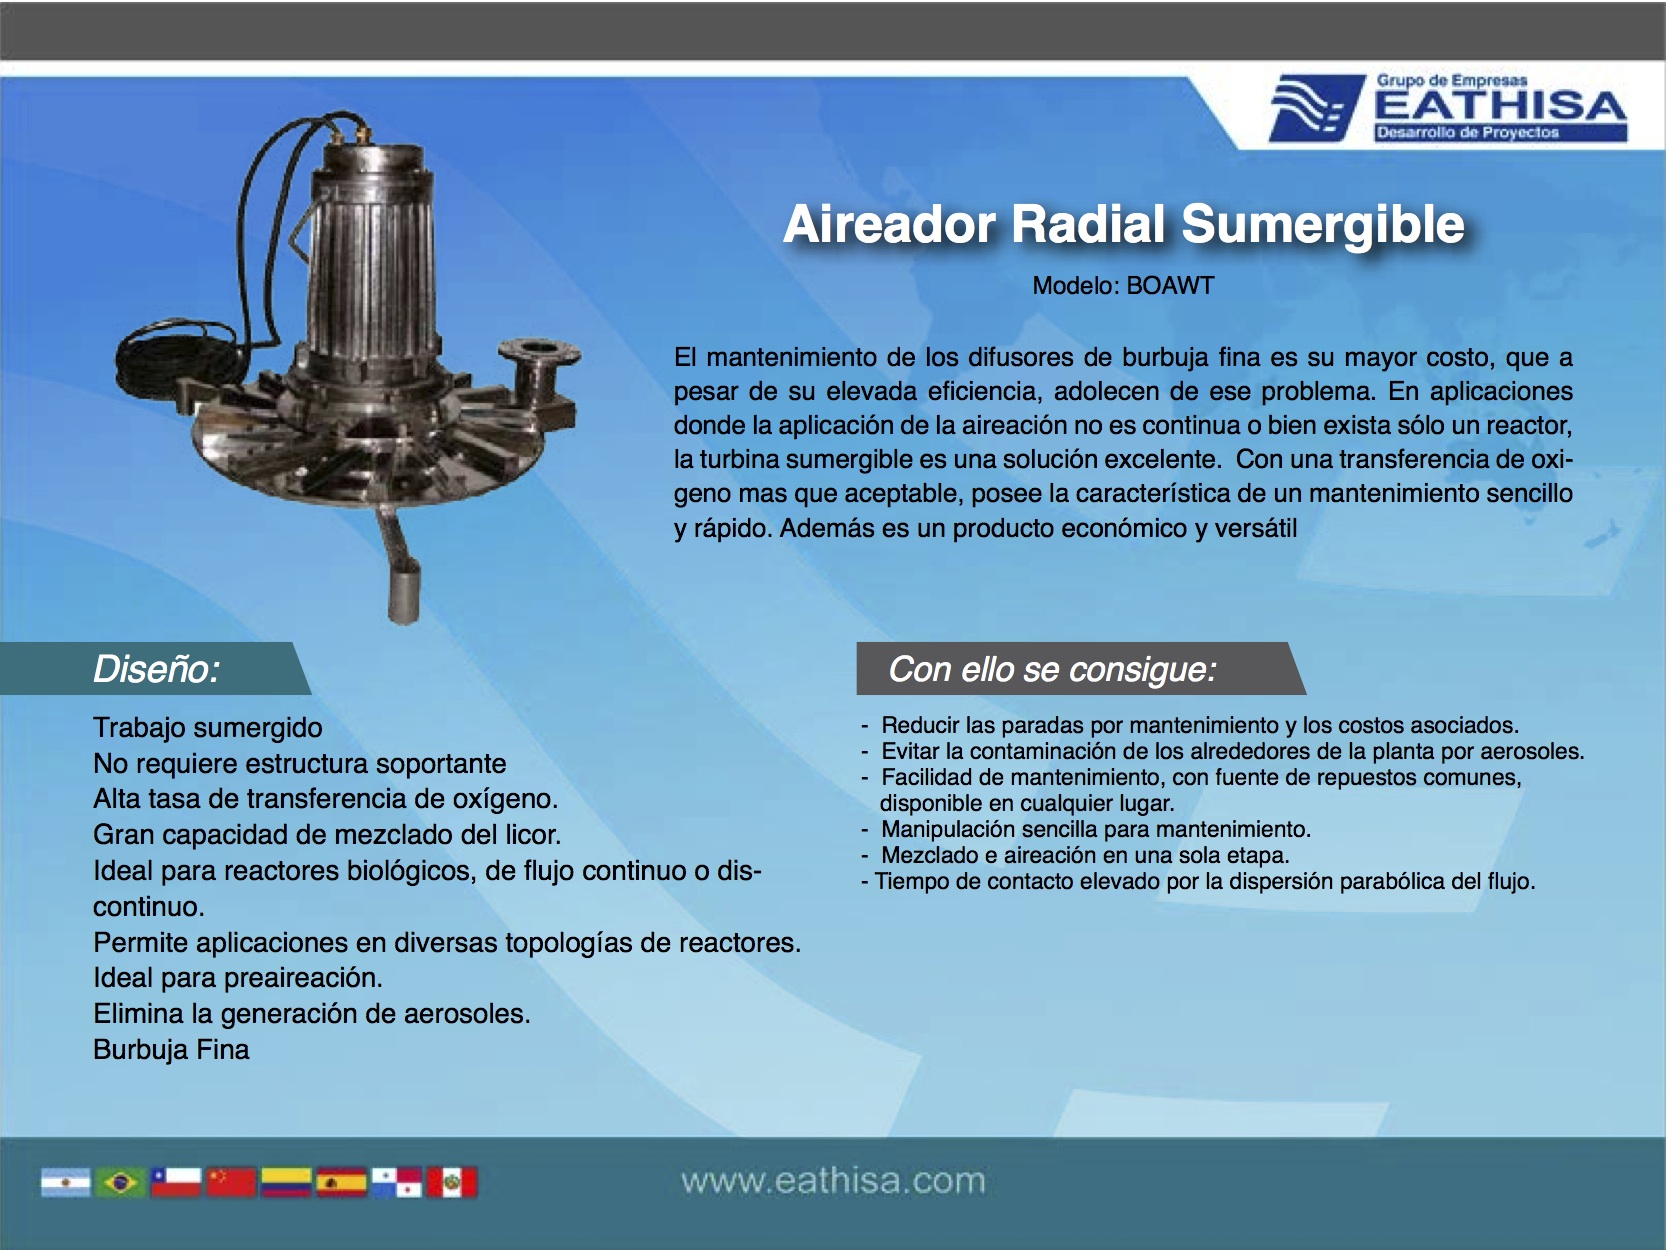 Grupo de Empresas
EATHISA
Desarrollo de Proyectos
Aireador Radial Sumergible
Modelo: BOAWT
El mantenimiento de los difusores de burbuja fina es su mayor costo, que a
pesar de su elevada eficiencia, adolecen de ese problema. En aplicaciones
donde la aplicación de la aireación no es continua o bien exista sólo un reactor,
la turbina sumergible es una solución excelente.  Con una transferencia de oxi-
geno mas que aceptable, posee la característica de un mantenimiento sencillo
y rápido. Además es un producto económico y versátil
Diseño:
Trabajo sumergido
No requiere estructura soportante
Alta tasa de transferencia de oxígeno.
Gran capacidad de mezclado del licor.
Ideal para reactores biológicos, de flujo continuo o dis-
continuo.
Permite aplicaciones en diversas topologías de reactores.
Ideal para preaireación.
Elimina la generación de aerosoles.
Burbuja Fina
Con ello se consigue:
- Reducir las paradas por mantenimiento y los costos asociados.
- Evitar la contaminación de los alrededores de la planta por aerosoles.
- Facilidad de mantenimiento, con fuente de repuestos comunes,
disponible en cualquier lugar.
- Manipulación sencilla para mantenimiento.
- Mezclado e aireación en una sola etapa.
- Tiempo de contacto elevado por la dispersión parabólica del flujo.
www.eathisa.com